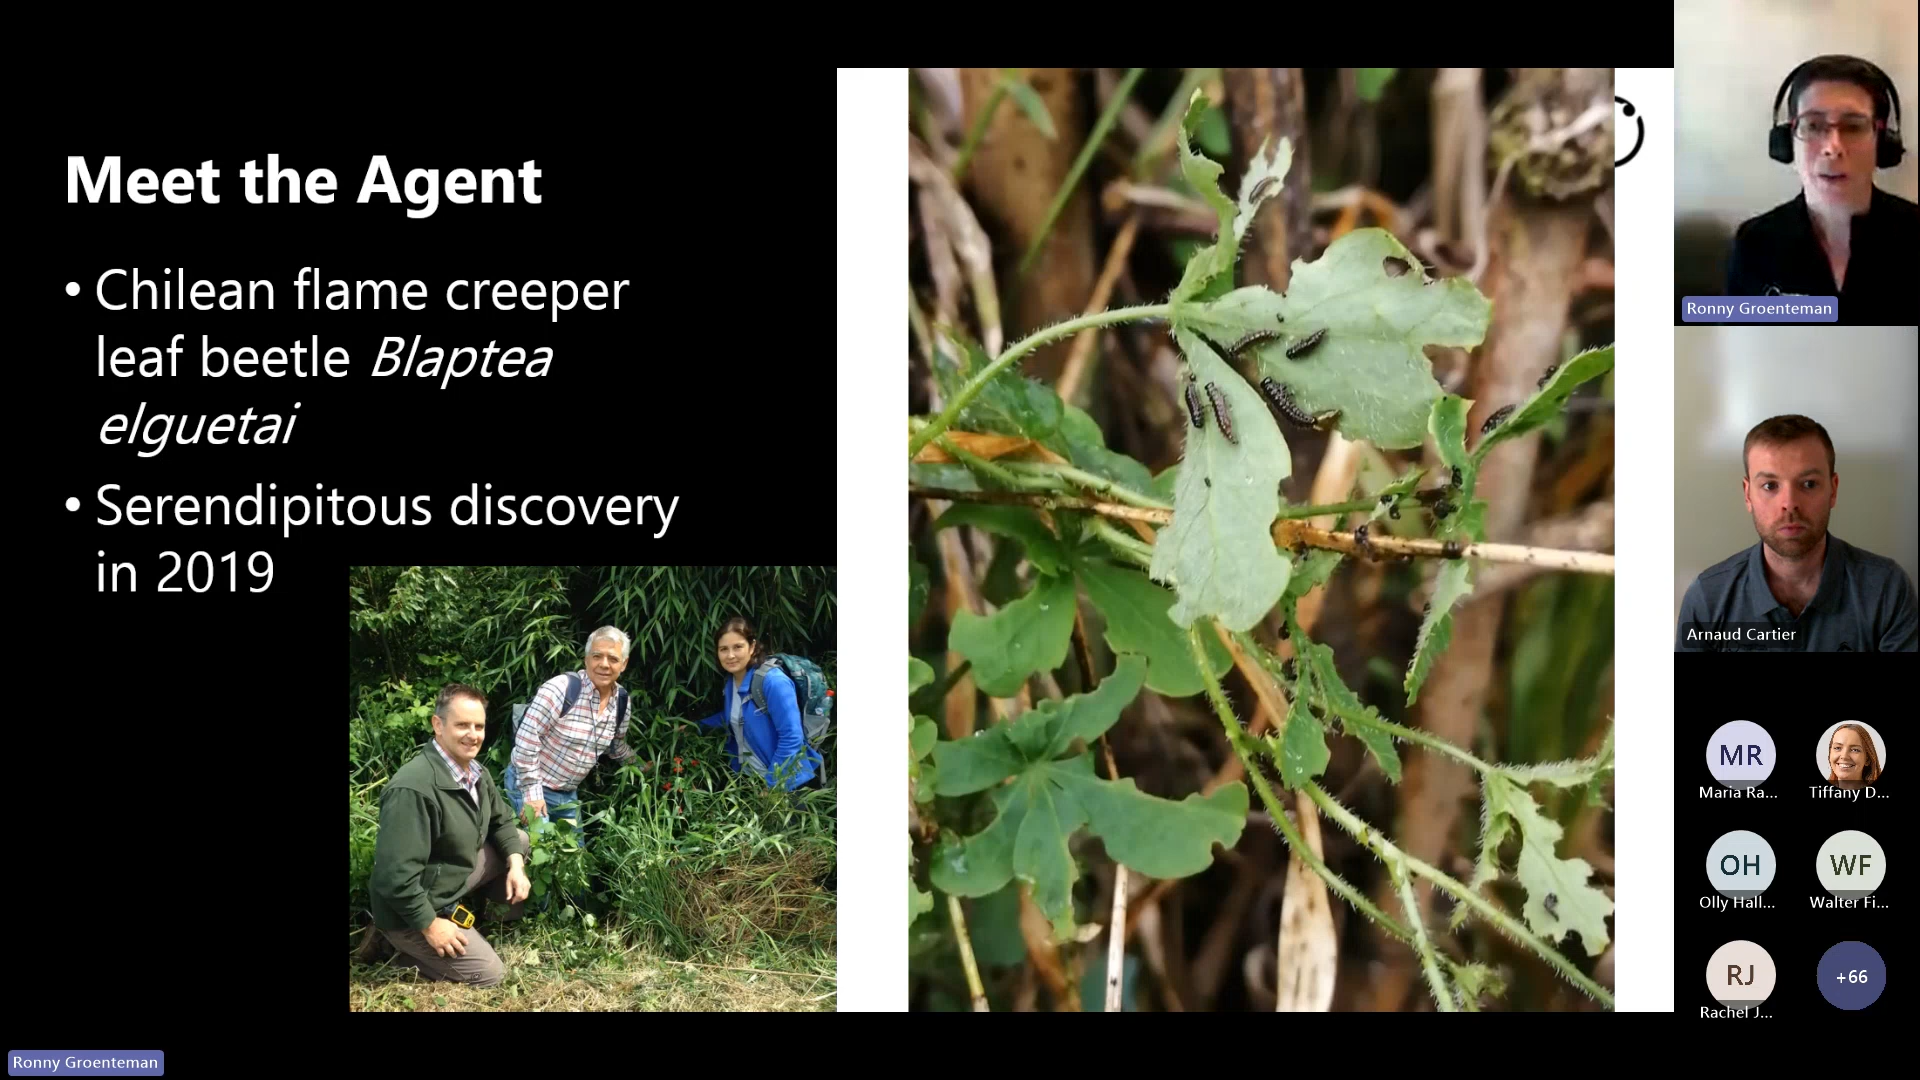 Meet the Agent
• Chilean flame creeper
leaf beetle Blaptea
elguetai
• Serendipitous discovery
in 2019
Ronny Groenteman
Arnaud Cartier
MR
Maria Ra...
Tiffany D...
OH
Olly Hall...
WF
Walter Fi...
RJ
Rachel J...
+66
Ronny Groenteman